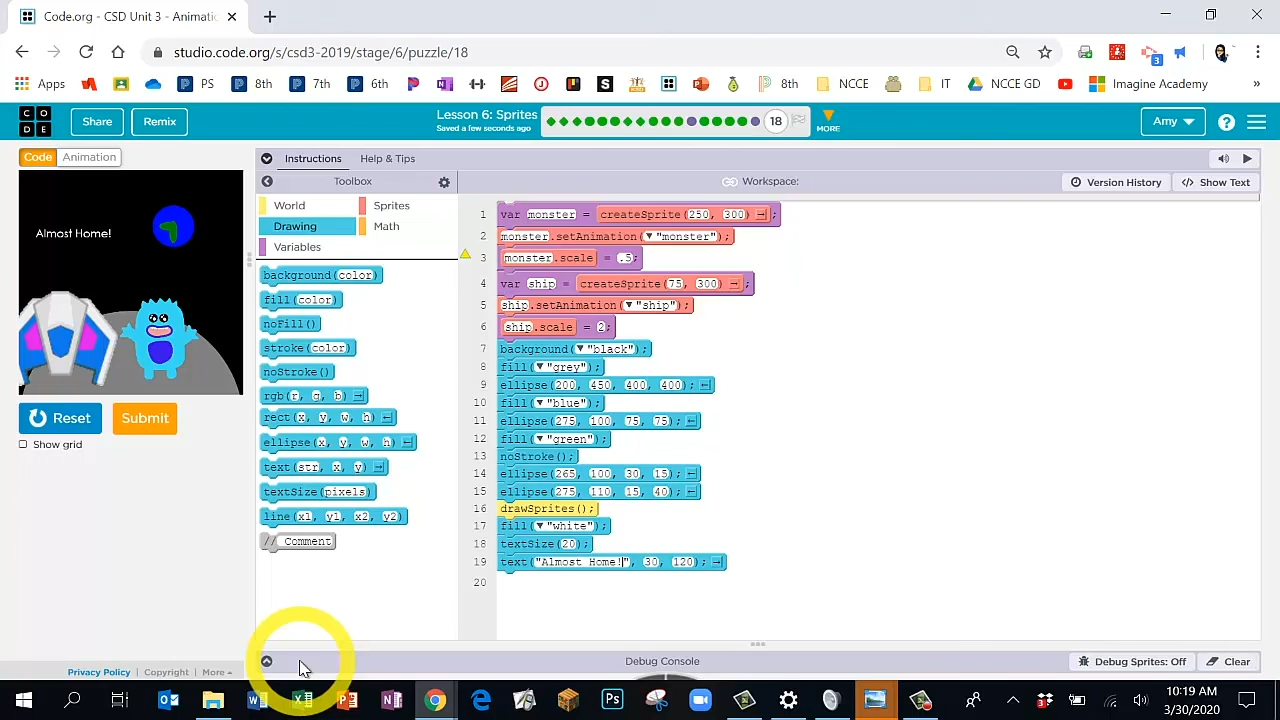 Code.org - CSD Unit 3 - Animatio
studio.code.org/s/csd3-2019/stage/6/puzzle/18
3
Apps PS 8th 7th 6th 8th NCCE IT NCCE GD Imagine Academy »
CODE
Share Remix
Lesson 6: Sprites
Saved a few seconds ago
18
MORE
Amy
Code Animation
Instructions Help & Tips
Toolbox
Workspace:
Version History </> Show Text
World Sprites
Drawing Math
Variables
background(color)
fill(color)
noFill()
stroke(color)
noStroke()
rgb(r, g, b)
rect(x, y, w, h)
ellipse(x, y, w, h)
text(str, x, y)
textSize(pixels)
line(x1, y1, x2, y2)
// Comment
1 var monster = createSprite(250, 300);
2 monster.setAnimation("monster");
3 monster.scale = .5;
4 var ship = createSprite(75, 300);
5 ship.setAnimation("ship");
6 ship.scale = 2;
7 background("black");
8 fill("grey");
9 ellipse(200, 450, 400, 400);
10 fill("blue");
11 ellipse(275, 100, 75, 75);
12 fill("green");
13 noStroke();
14 ellipse(265, 100, 30, 15);
15 ellipse(275, 110, 15, 40);
16 drawSprites();
17 fill("white");
18 textSize(20);
19 text("Almost Home!", 30, 120);
20
Almost Home!
Reset Submit
Show grid
Privacy Policy | Copyright | More
Debug Console
Debug Sprites: Off Clear
10:19 AM
3/30/2020